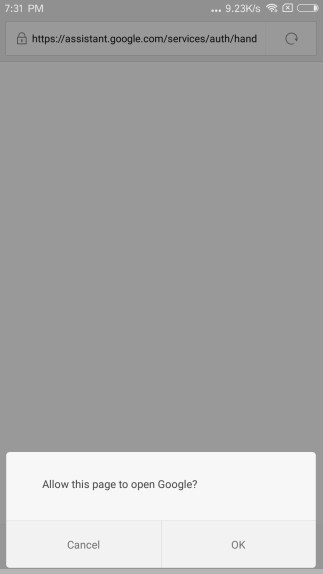 7:31 PM ... 9.23K/s
https://assistant.google.com/services/auth/hand
Allow this page to open Google?
Cancel OK